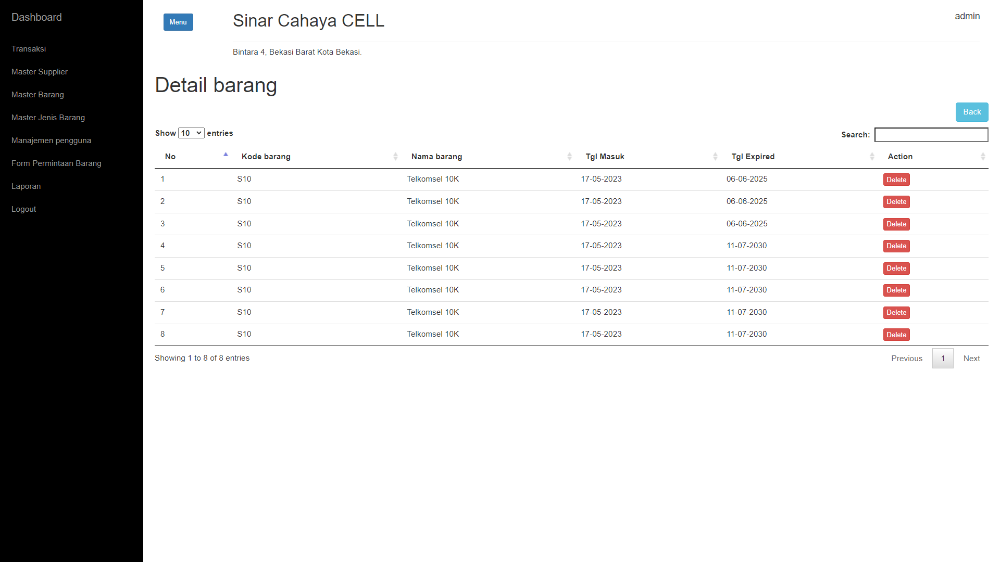 Dashboard
Transaksi
Master Supplier
Master Barang
Master Jenis Barang
Manajemen pengguna
Form Permintaan Barang
Laporan
Logout
Menu
Sinar Cahaya CELL
admin
Bintara 4, Bekasi Barat Kota Bekasi.
Detail barang
Back
Show 10 entries
Search:
No Kode barang Nama barang Tgl Masuk Tgl Expired Action
1 S10 Telkomsel 10K 17-05-2023 06-06-2025 Delete
2 S10 Telkomsel 10K 17-05-2023 06-06-2025 Delete
3 S10 Telkomsel 10K 17-05-2023 06-06-2025 Delete
4 S10 Telkomsel 10K 17-05-2023 11-07-2030 Delete
5 S10 Telkomsel 10K 17-05-2023 11-07-2030 Delete
6 S10 Telkomsel 10K 17-05-2023 11-07-2030 Delete
7 S10 Telkomsel 10K 17-05-2023 11-07-2030 Delete
8 S10 Telkomsel 10K 17-05-2023 11-07-2030 Delete
Showing 1 to 8 of 8 entries
Previous 1 Next